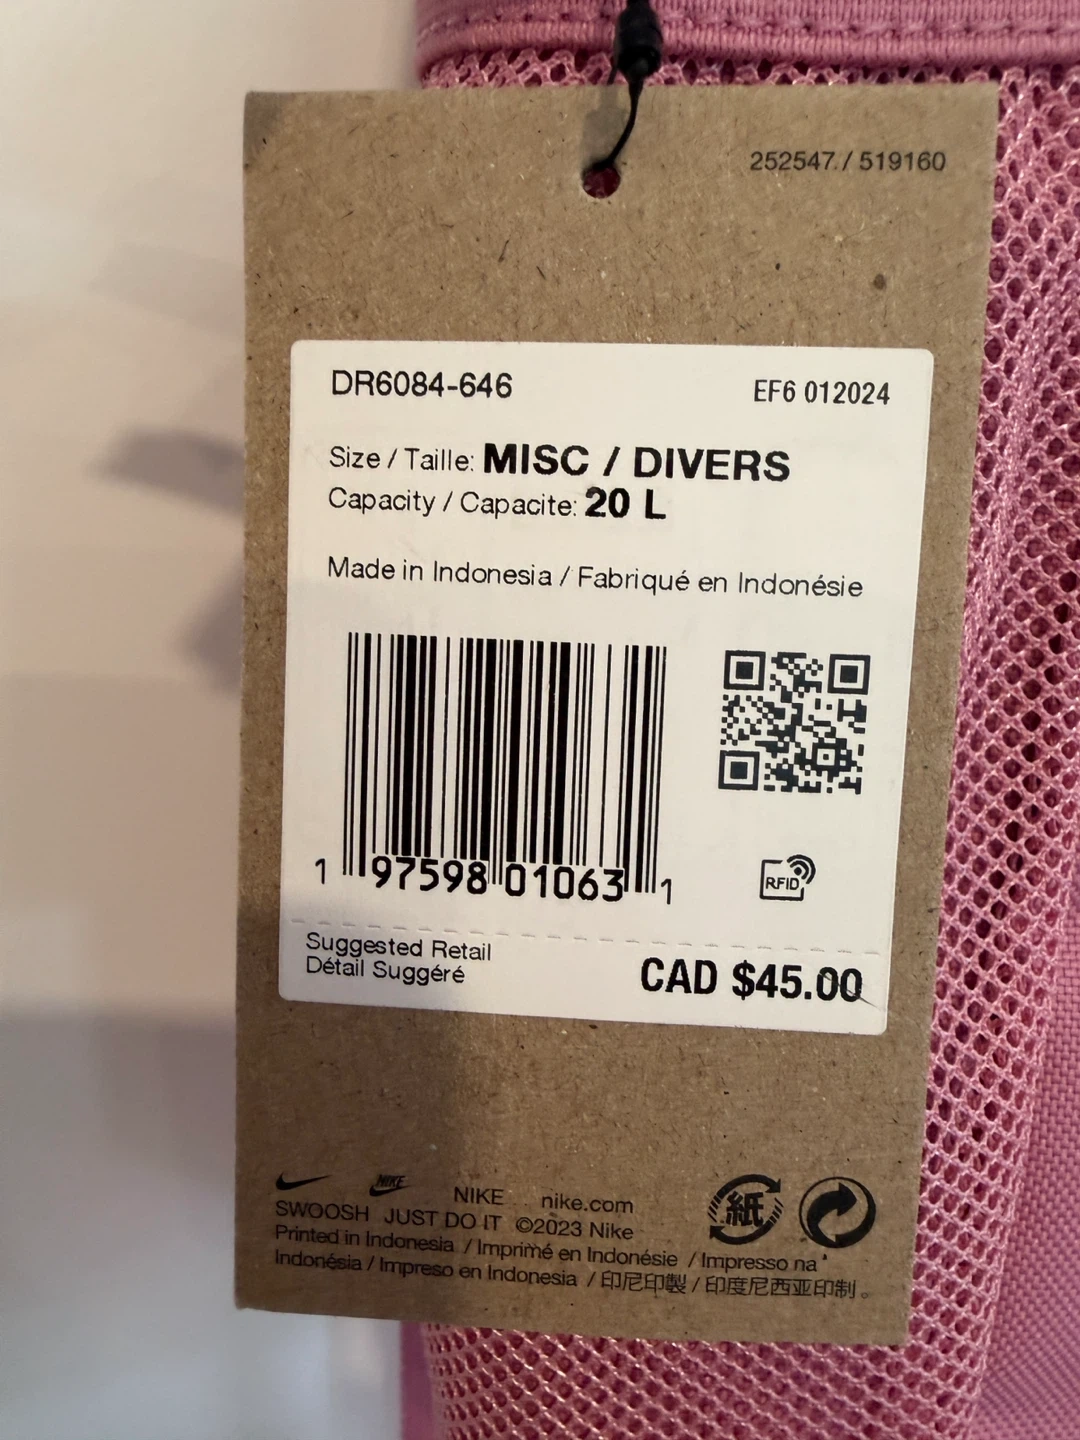 252547 / 519160
DR6084-646 EF6 012024
Size / Taille: MISC / DIVERS
Capacity / Capacite: 20 L
Made in Indonesia / Fabriqué en Indonésie
1 97598 01063 1
RFID
Suggested Retail
Détail Suggéré
CAD $45.00
NIKE NIKE nike.com
SWOOSH JUST DO IT ©2023 Nike
Printed in Indonesia / Imprimé en Indonésie / Impresso na
Indonésia / Impreso en Indonesia / 印尼印製 / 印度尼西亚印制。
紙